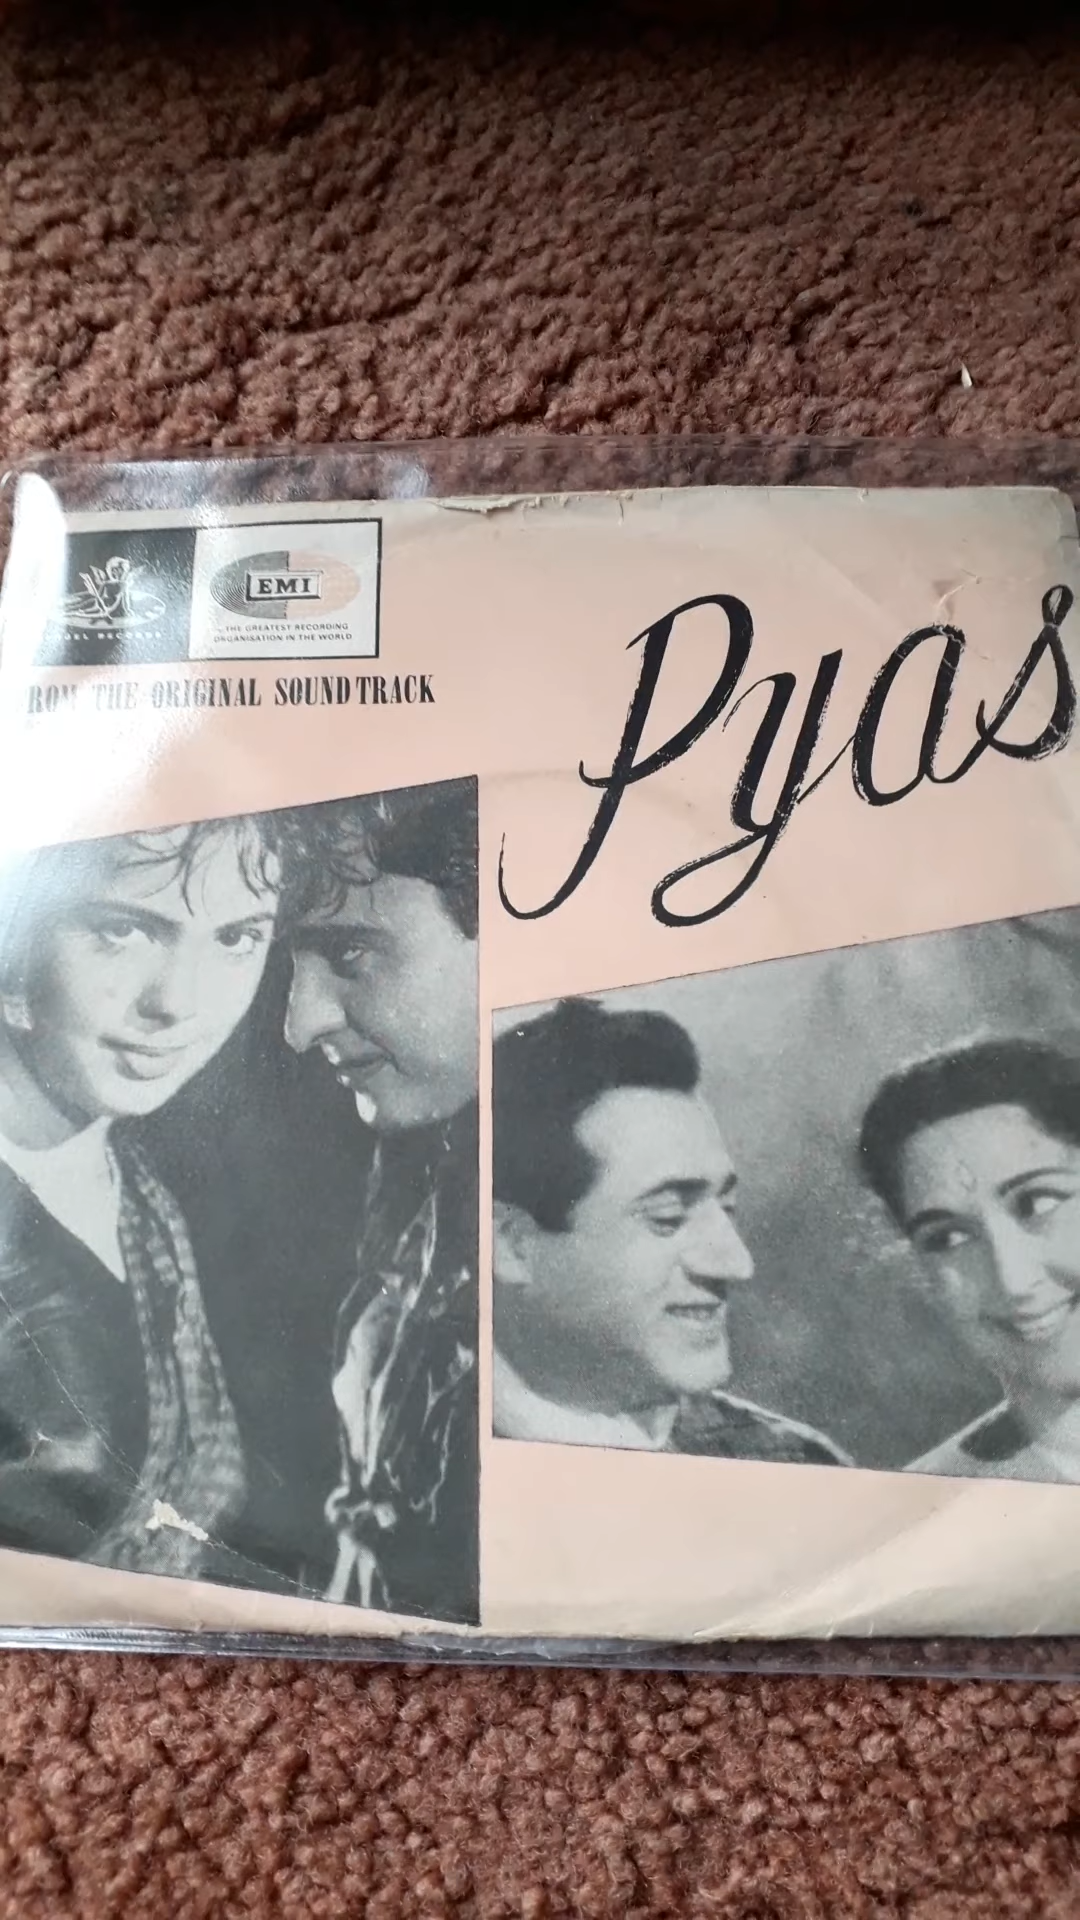 EMI
THE GREATEST RECORDING
ORGANISATION IN THE WORLD
THE ORIGINAL SOUND TRACK
Pyas